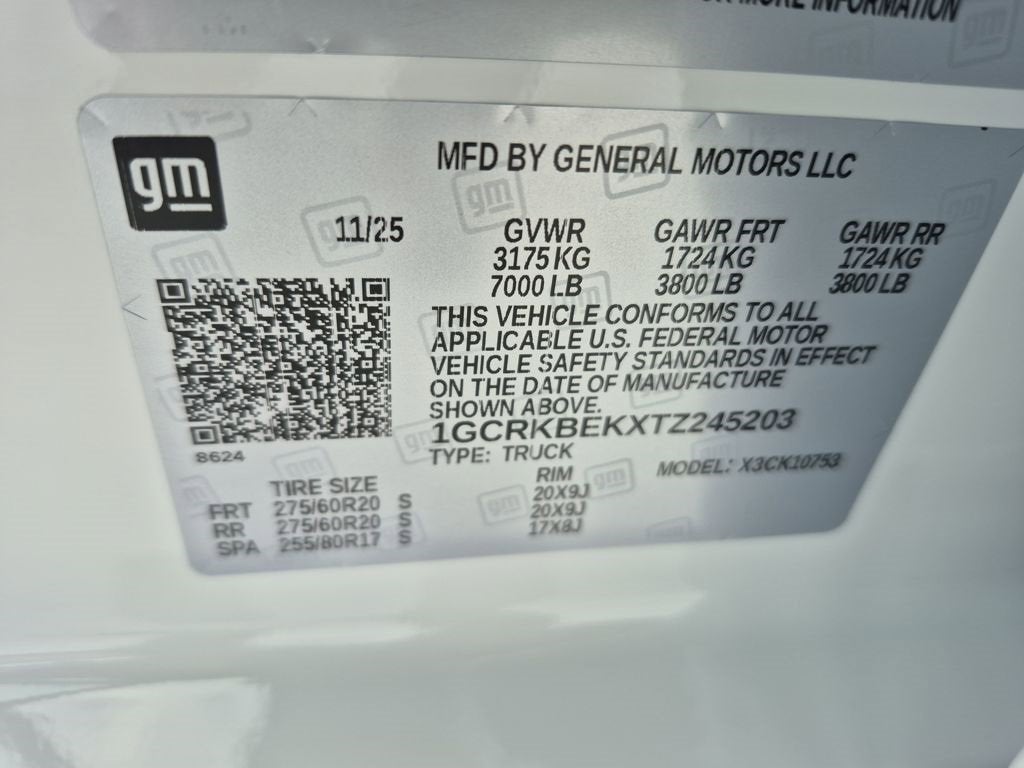 FOR MORE INFORMATION
gm
MFD BY GENERAL MOTORS LLC
11/25 GVWR GAWR FRT GAWR RR
3175 KG 1724 KG 1724 KG
7000 LB 3800 LB 3800 LB
THIS VEHICLE CONFORMS TO ALL
APPLICABLE U.S. FEDERAL MOTOR
VEHICLE SAFETY STANDARDS IN EFFECT
ON THE DATE OF MANUFACTURE
SHOWN ABOVE.
1GCRKBEKXTZ245203
8624 TYPE: TRUCK MODEL: X3CK10753
TIRE SIZE RIM
FRT 275/60R20 S 20X9J
RR 275/60R20 S 20X9J
SPA 255/80R17 S 17X8J